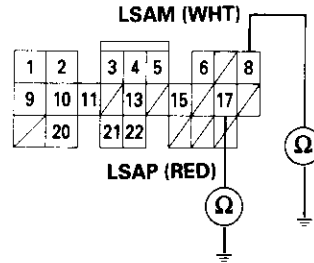 LSAM (WHT)
1 2 3 4 5 6 8
9 10 11 13 15 17
20 21 22
LSAP (RED)
Ω
Ω